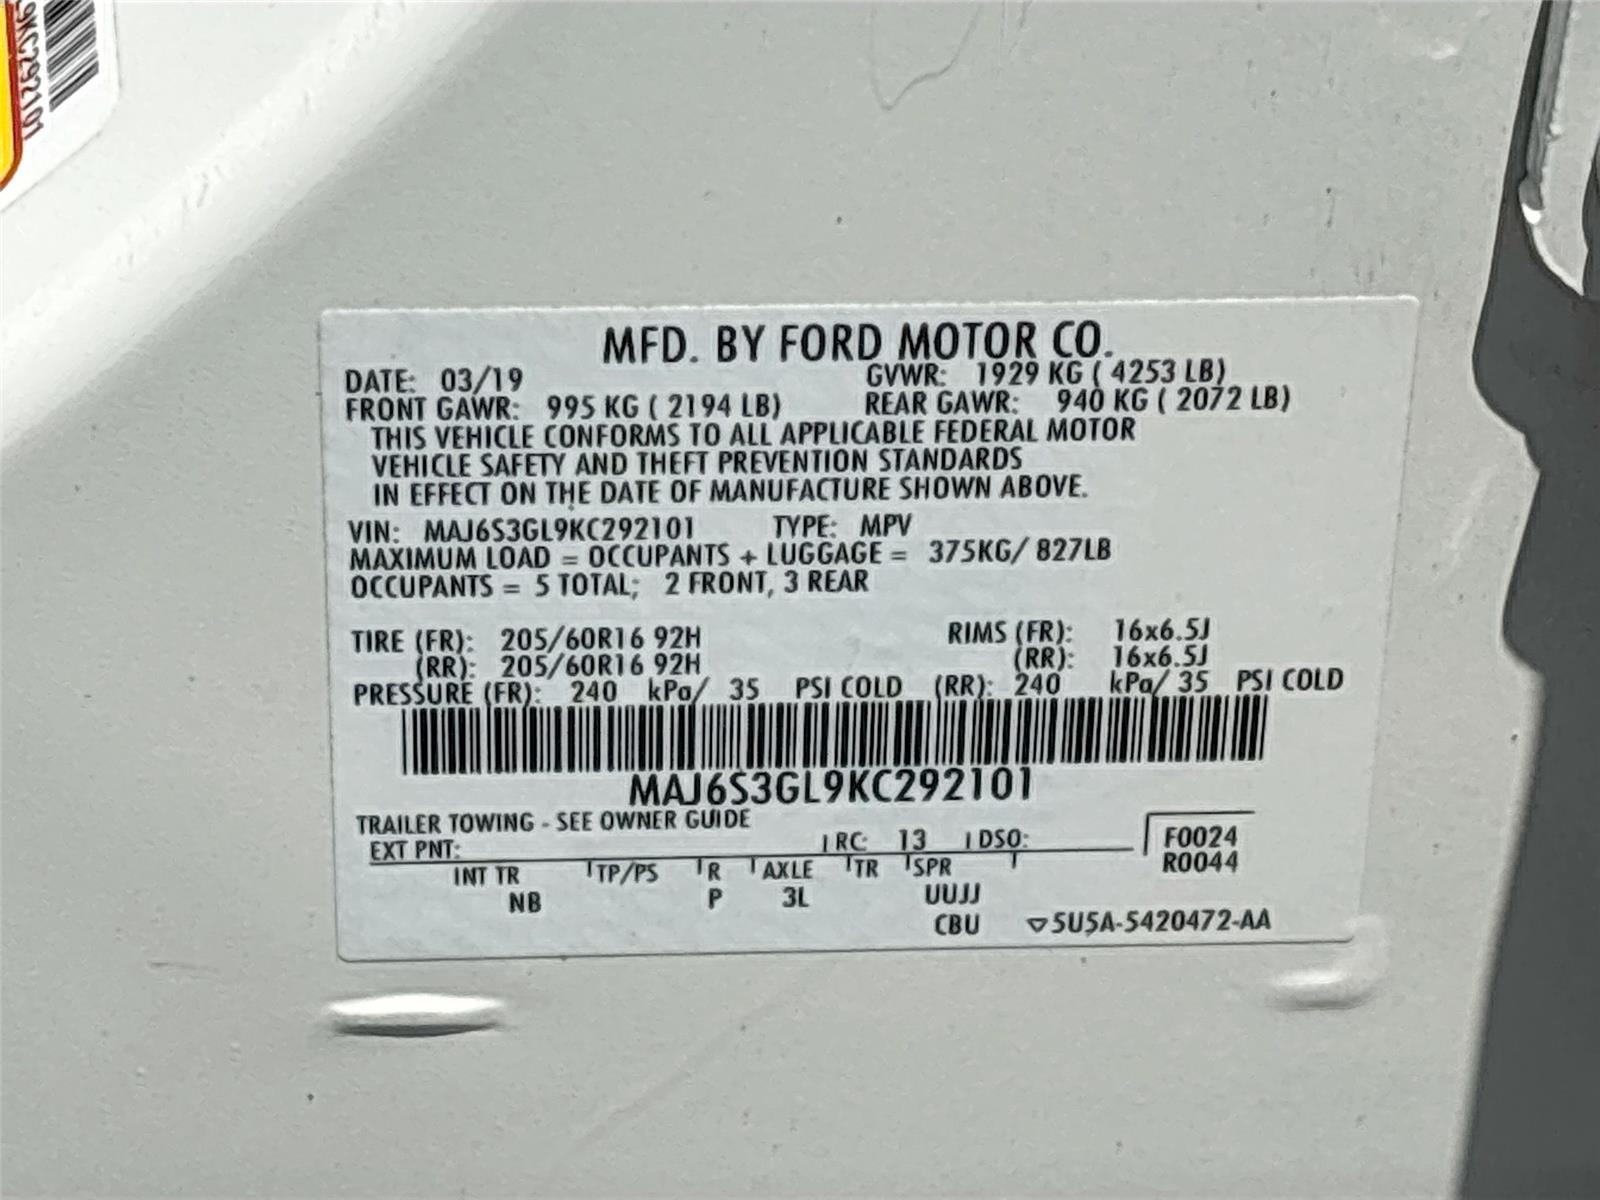 KC292101
MFD. BY FORD MOTOR CO.
DATE: 03/19 GVWR: 1929 KG ( 4253 LB)
FRONT GAWR: 995 KG ( 2194 LB) REAR GAWR: 940 KG ( 2072 LB)
THIS VEHICLE CONFORMS TO ALL APPLICABLE FEDERAL MOTOR
VEHICLE SAFETY AND THEFT PREVENTION STANDARDS
IN EFFECT ON THE DATE OF MANUFACTURE SHOWN ABOVE.
VIN: MAJ6S3GL9KC292101 TYPE: MPV
MAXIMUM LOAD = OCCUPANTS + LUGGAGE = 375KG/ 827LB
OCCUPANTS = 5 TOTAL; 2 FRONT, 3 REAR
TIRE (FR): 205/60R16 92H RIMS (FR): 16x6.5J
(RR): 205/60R16 92H (RR): 16x6.5J
PRESSURE (FR): 240 kPa/ 35 PSI COLD (RR): 240 kPa/ 35 PSI COLD
MAJ6S3GL9KC292101
TRAILER TOWING - SEE OWNER GUIDE
EXT PNT: RC: 13 DSO: F0024
R0044
INT TR TP/PS R AXLE TR SPR
NB P 3L UUJJ
CBU 5U5A-5420472-AA